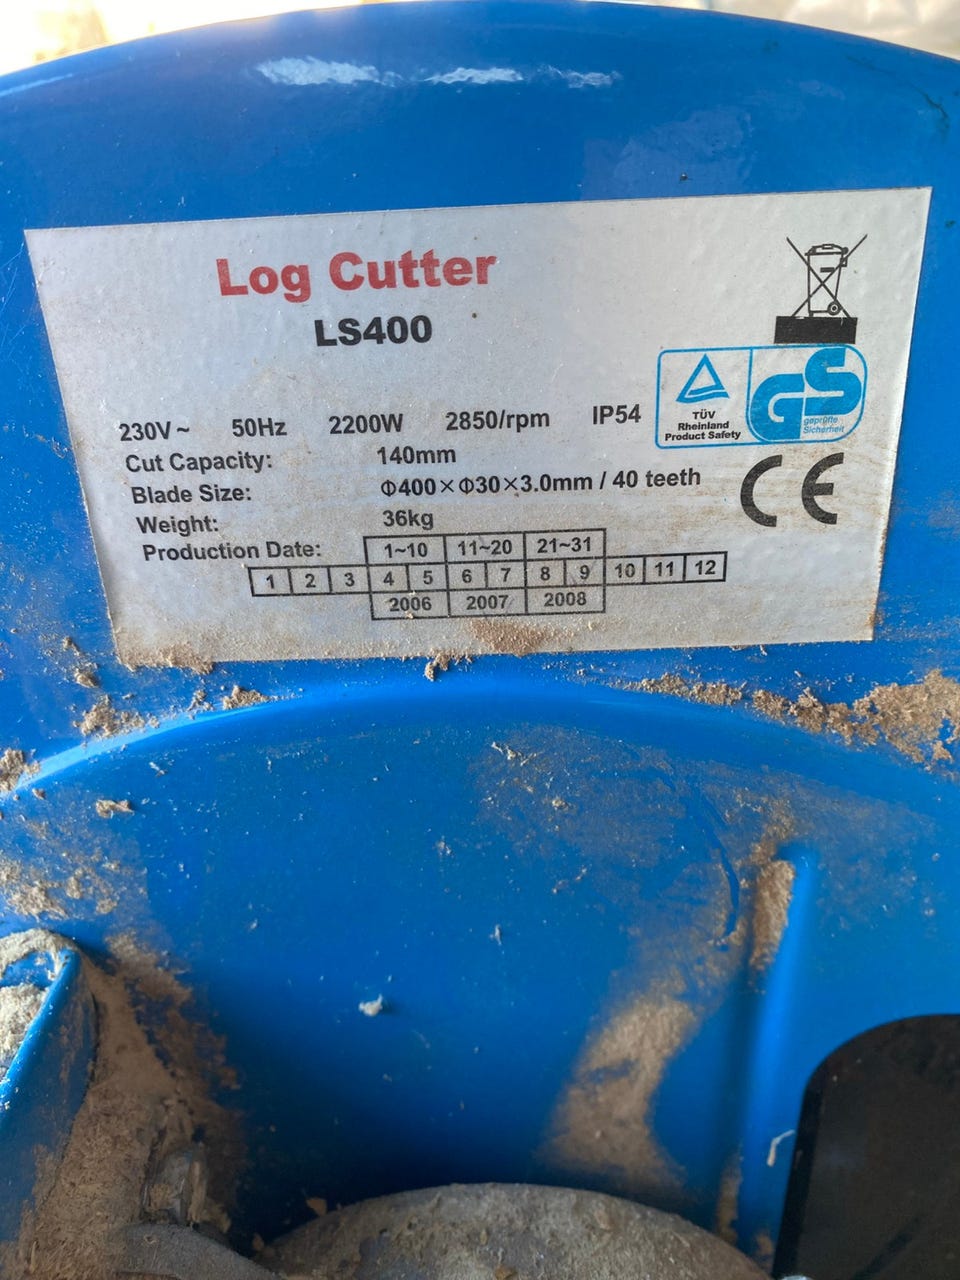 Log Cutter
LS400
230V~ 50Hz 2200W 2850/rpm IP54
TÜV
Rheinland
Product Safety
GS
geprüfte
Sicherheit
Cut Capacity: 140mm
Blade Size: Φ400×Φ30×3.0mm / 40 teeth
CE
Weight: 36kg
Production Date: 1~10 11~20 21~31
1 2 3 4 5 6 7 8 9 10 11 12
2006 2007 2008